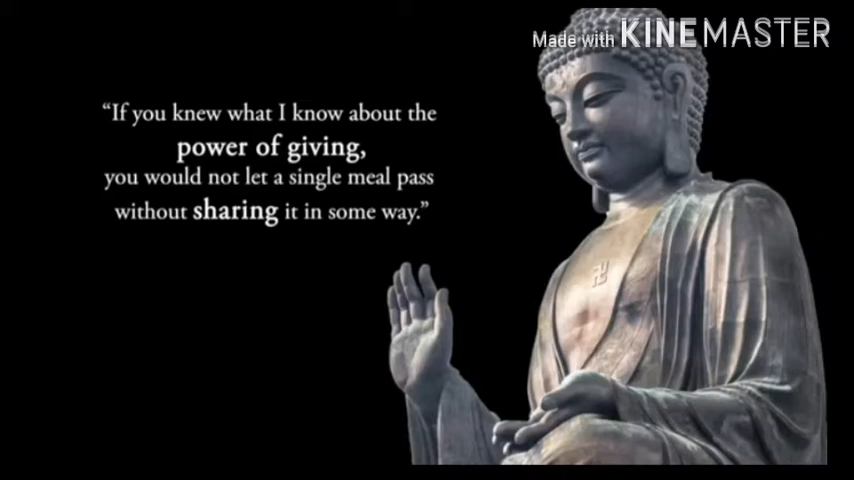 Made with KINEMASTER
“If you knew what I know about the
power of giving,
you would not let a single meal pass
without sharing it in some way.”
卐